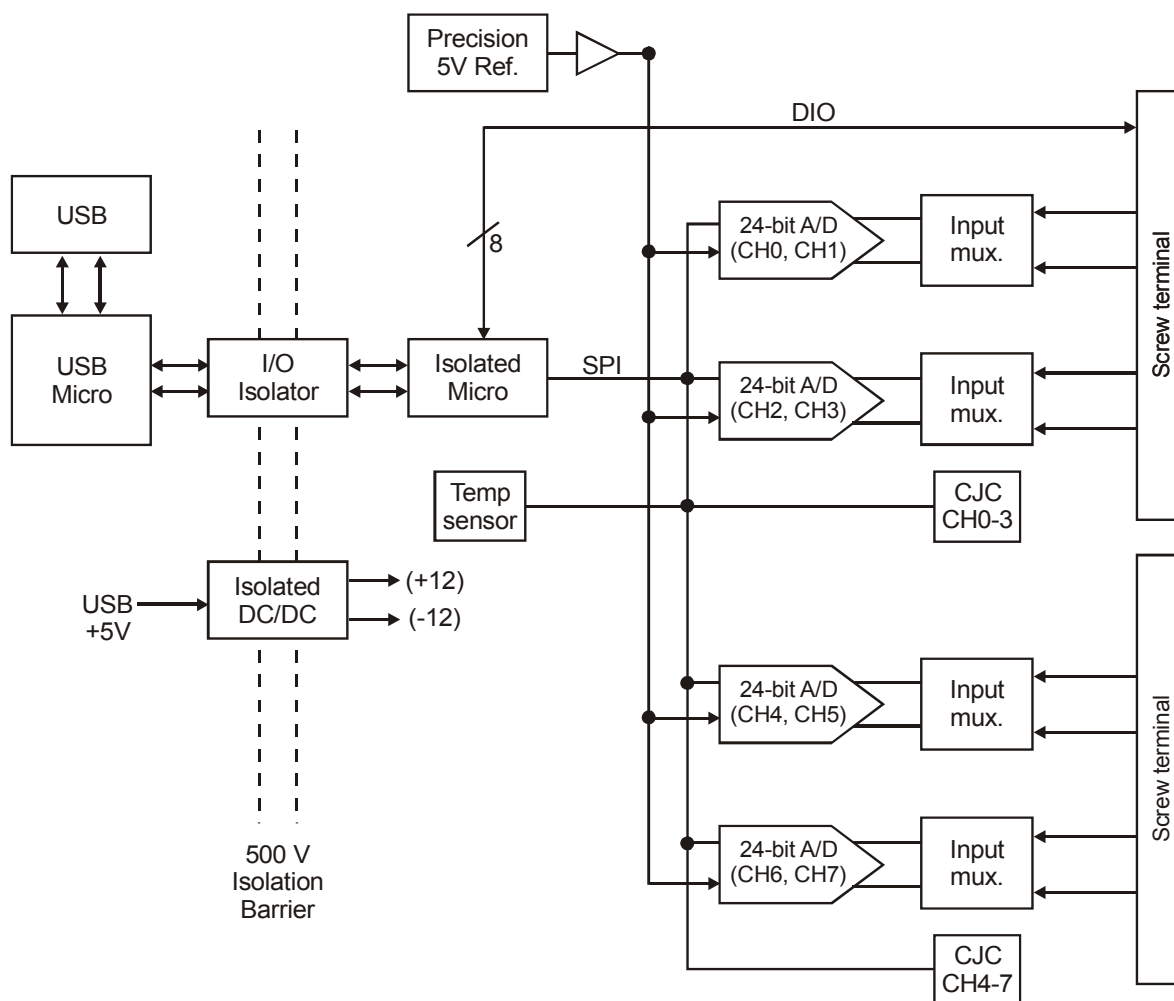 Precision
5V Ref.
DIO
Screw terminal
USB
8
24-bit A/D
(CH0, CH1)
Input
mux.
USB
Micro
I/O
Isolator
Isolated
Micro
SPI
24-bit A/D
(CH2, CH3)
Input
mux.
Temp
sensor
CJC
CH0-3
USB
+5V
Isolated
DC/DC
(+12)
(-12)
Screw terminal
24-bit A/D
(CH4, CH5)
Input
mux.
24-bit A/D
(CH6, CH7)
Input
mux.
500 V
Isolation
Barrier
CJC
CH4-7